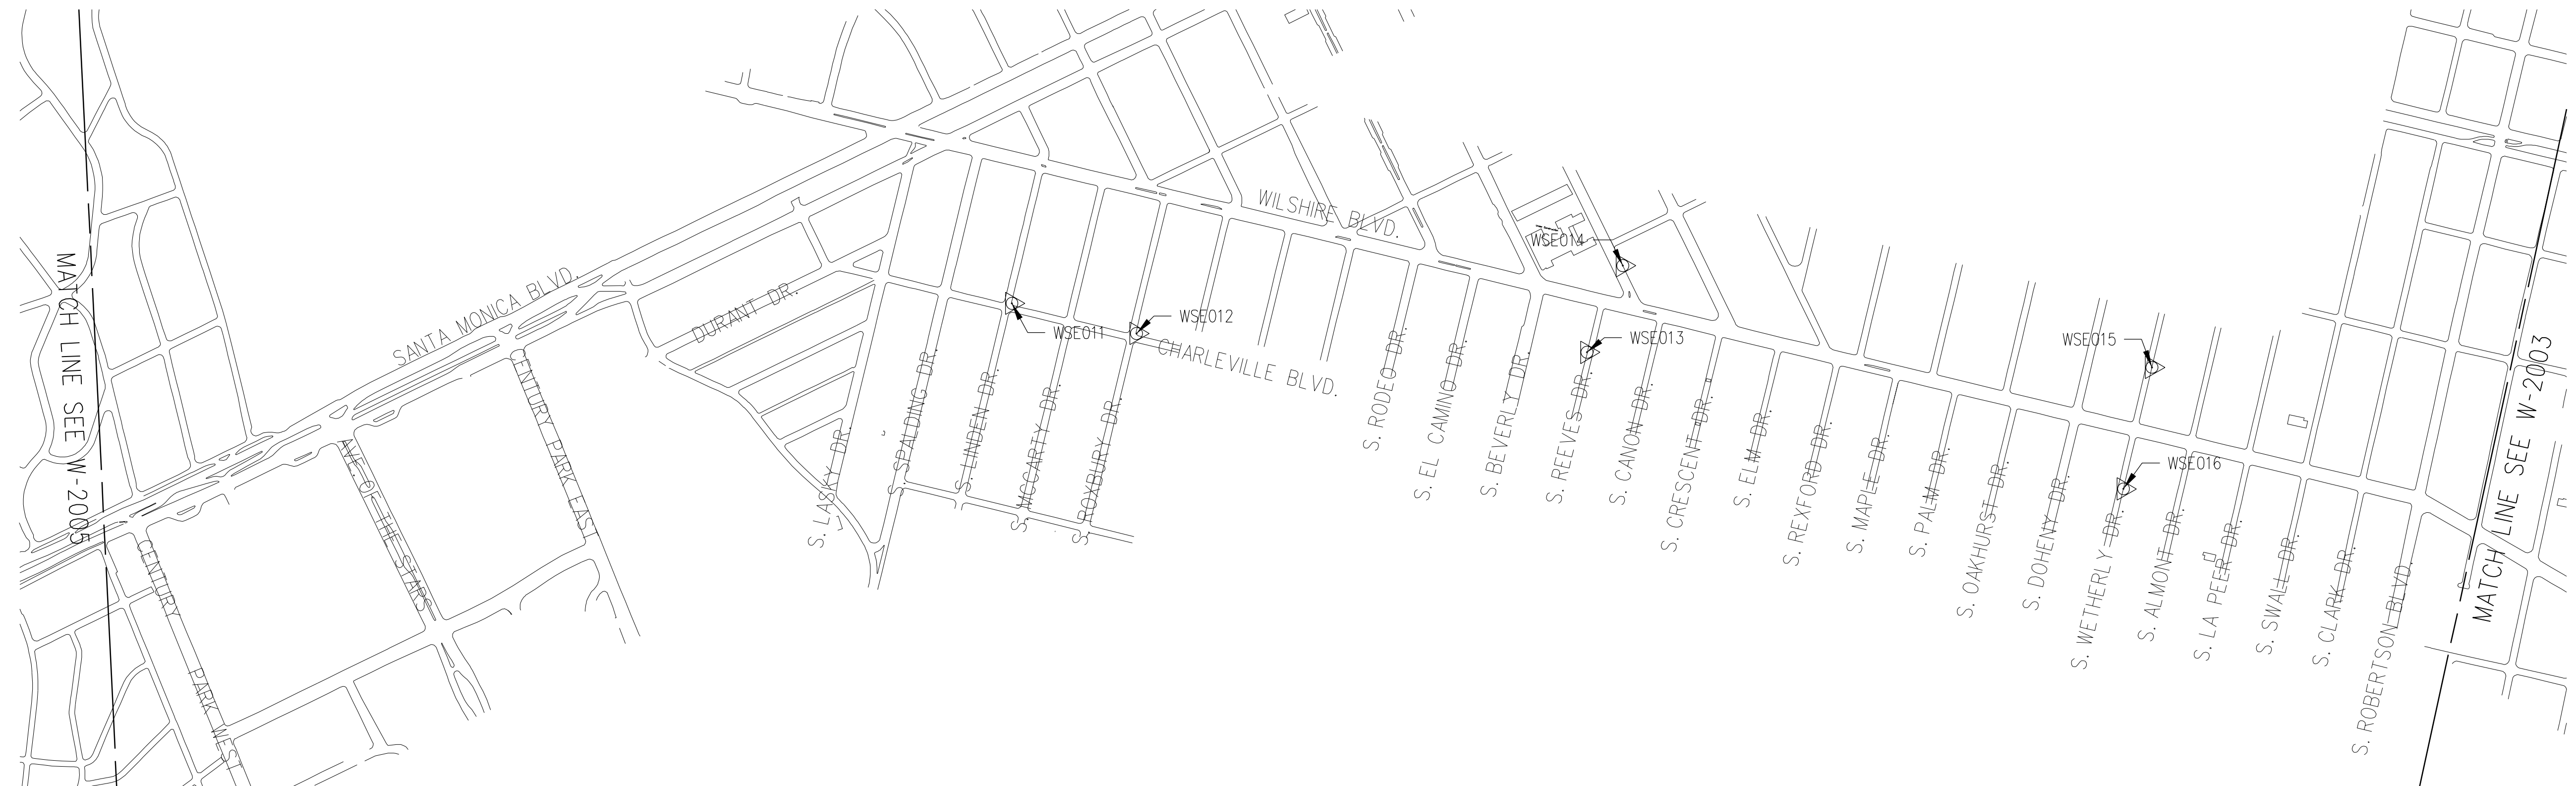 MATCH LINE SEE W-2005
SANTA MONICA BLVD.
DURANT DR.
WILSHIRE BLVD.
CHARLEVILLE BLVD.
CENTURY PARK WEST
AVE. OF THE STARS
CENTURY PARK EAST
S. LASKY DR.
S. SPALDING DR.
S. LINDEN DR.
S. MCCARTY DR.
S. ROXBURY DR.
S. RODEO DR.
S. EL CAMINO DR.
S. BEVERLY DR.
S. REEVES DR.
S. CANON DR.
S. CRESCENT DR.
S. ELM DR.
S. REXFORD DR.
S. MAPLE DR.
S. PALM DR.
S. OAKHURST DR.
S. DOHENY DR.
S. WETHERLY DR.
S. ALMONT DR.
S. LA PEER DR.
S. SWALL DR.
S. CLARK DR.
S. ROBERTSON BLVD.
WSE011
WSE012
WSE013
WSE014
WSE015
WSE016
MATCH LINE SEE W-2003